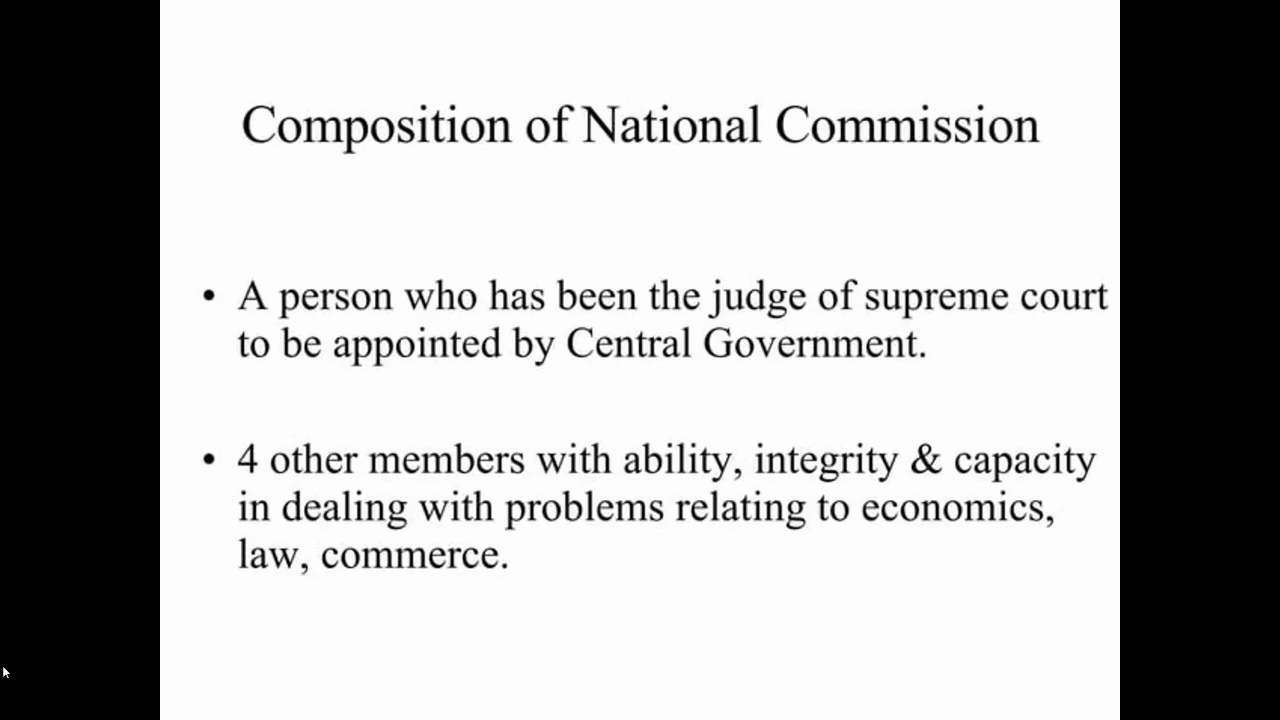 Composition of National Commission
• A person who has been the judge of supreme court
to be appointed by Central Government.
• 4 other members with ability, integrity & capacity
in dealing with problems relating to economics,
law, commerce.